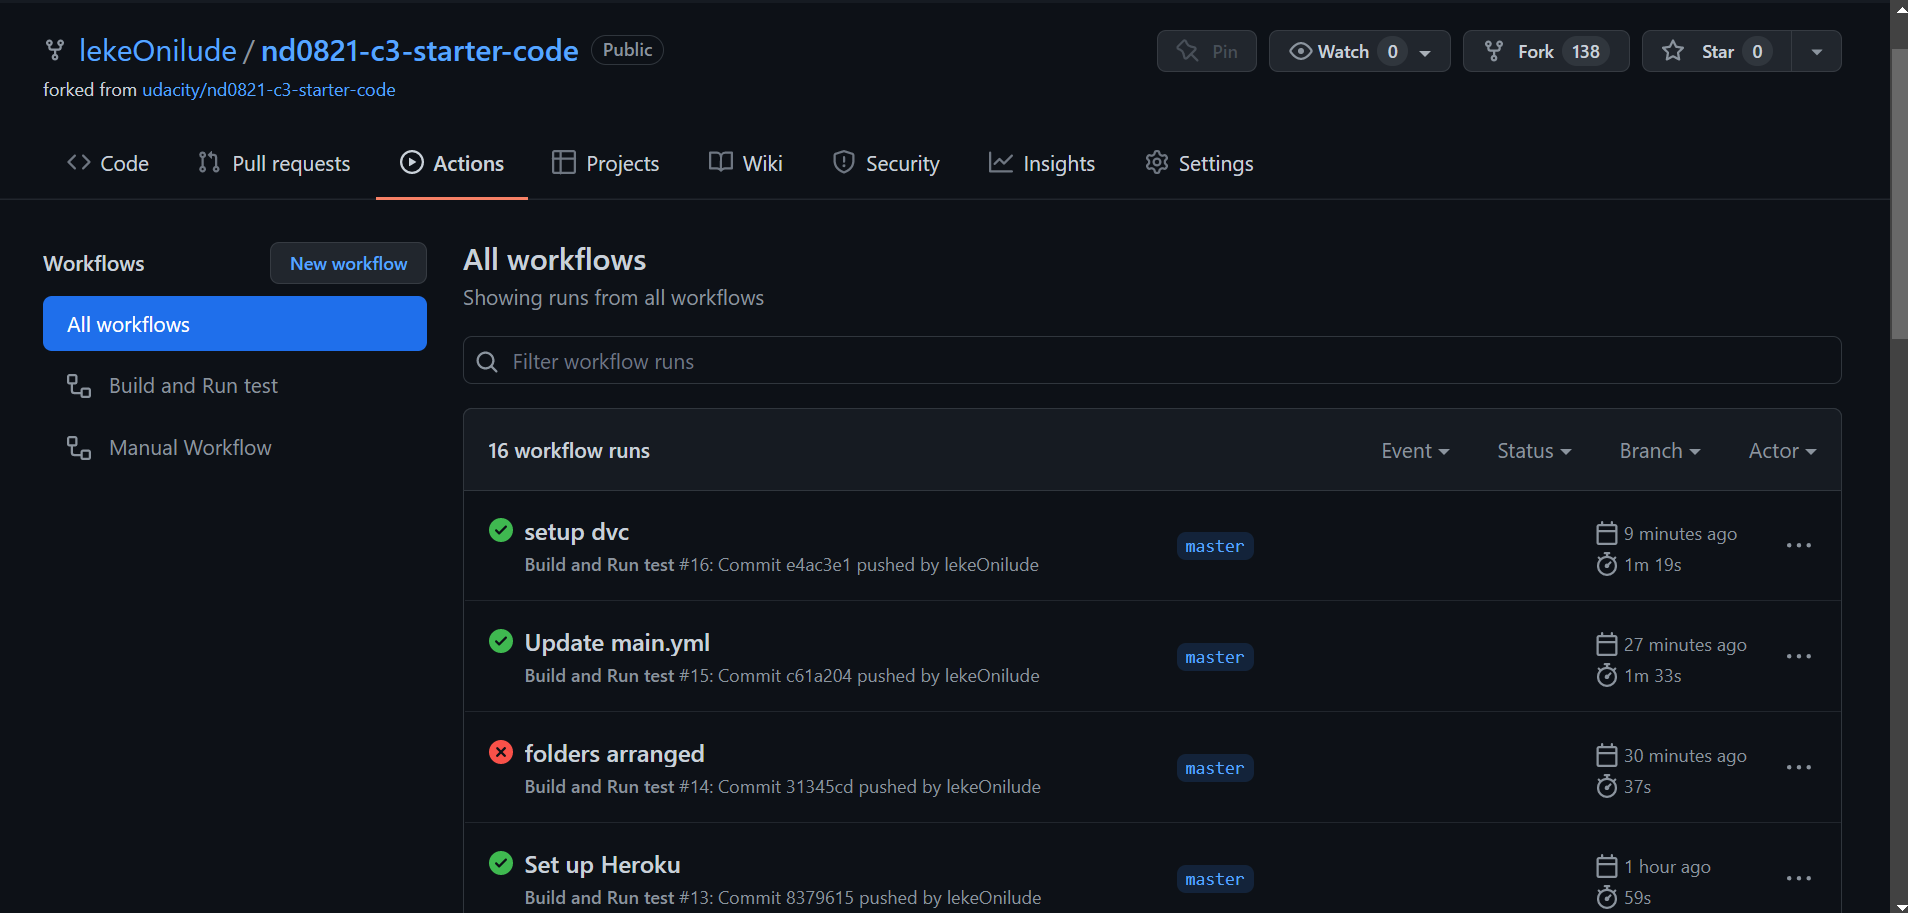 lekeOnilude / nd0821-c3-starter-code Public Pin Watch 0 Fork 138 Star 0
forked from udacity/nd0821-c3-starter-code
Code Pull requests Actions Projects Wiki Security Insights Settings
Workflows New workflow
All workflows
Build and Run test
Manual Workflow
All workflows
Showing runs from all workflows
Filter workflow runs
16 workflow runs Event Status Branch Actor
setup dvc
Build and Run test #16: Commit e4ac3e1 pushed by lekeOnilude
master
9 minutes ago
1m 19s
Update main.yml
Build and Run test #15: Commit c61a204 pushed by lekeOnilude
master
27 minutes ago
1m 33s
folders arranged
Build and Run test #14: Commit 31345cd pushed by lekeOnilude
master
30 minutes ago
37s
Set up Heroku
Build and Run test #13: Commit 8379615 pushed by lekeOnilude
master
1 hour ago
59s